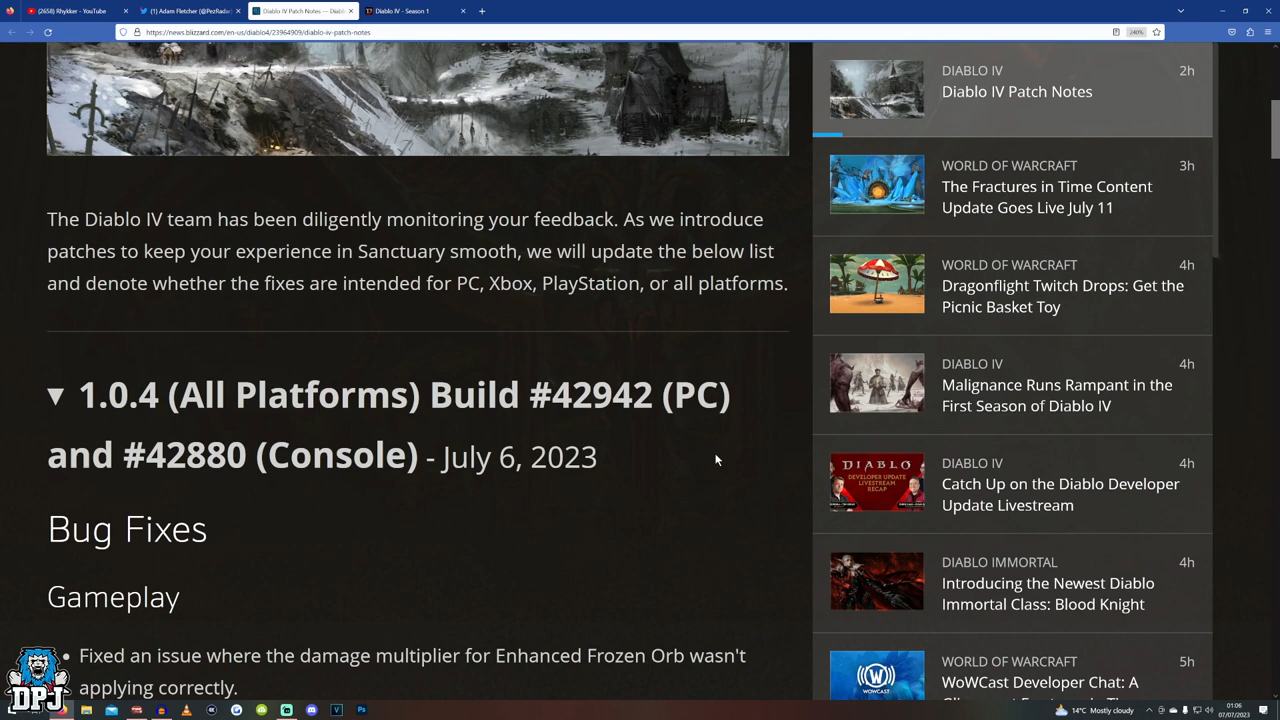 (2658) Rhykker - YouTube
(1) Adam Fletcher (@PezRadar
Diablo IV Patch Notes — Diablo
Diablo IV - Season 1
https://news.blizzard.com/en-us/diablo4/23964909/diablo-iv-patch-notes
240%
The Diablo IV team has been diligently monitoring your feedback. As we introduce
patches to keep your experience in Sanctuary smooth, we will update the below list
and denote whether the fixes are intended for PC, Xbox, PlayStation, or all platforms.
1.0.4 (All Platforms) Build #42942 (PC)
and #42880 (Console) - July 6, 2023
Bug Fixes
Gameplay
• Fixed an issue where the damage multiplier for Enhanced Frozen Orb wasn't
applying correctly.
DIABLO IV 2h
Diablo IV Patch Notes
WORLD OF WARCRAFT 3h
The Fractures in Time Content
Update Goes Live July 11
WORLD OF WARCRAFT 4h
Dragonflight Twitch Drops: Get the
Picnic Basket Toy
DIABLO IV 4h
Malignance Runs Rampant in the
First Season of Diablo IV
DIABLO
DEVELOPER UPDATE
LIVESTREAM
RECAP
DIABLO IV 4h
Catch Up on the Diablo Developer
Update Livestream
DIABLO IMMORTAL 4h
Introducing the Newest Diablo
Immortal Class: Blood Knight
WOWCAST
WORLD OF WARCRAFT 5h
WoWCast Developer Chat: A
DPJ
14°C Mostly cloudy
01:06
07/07/2023